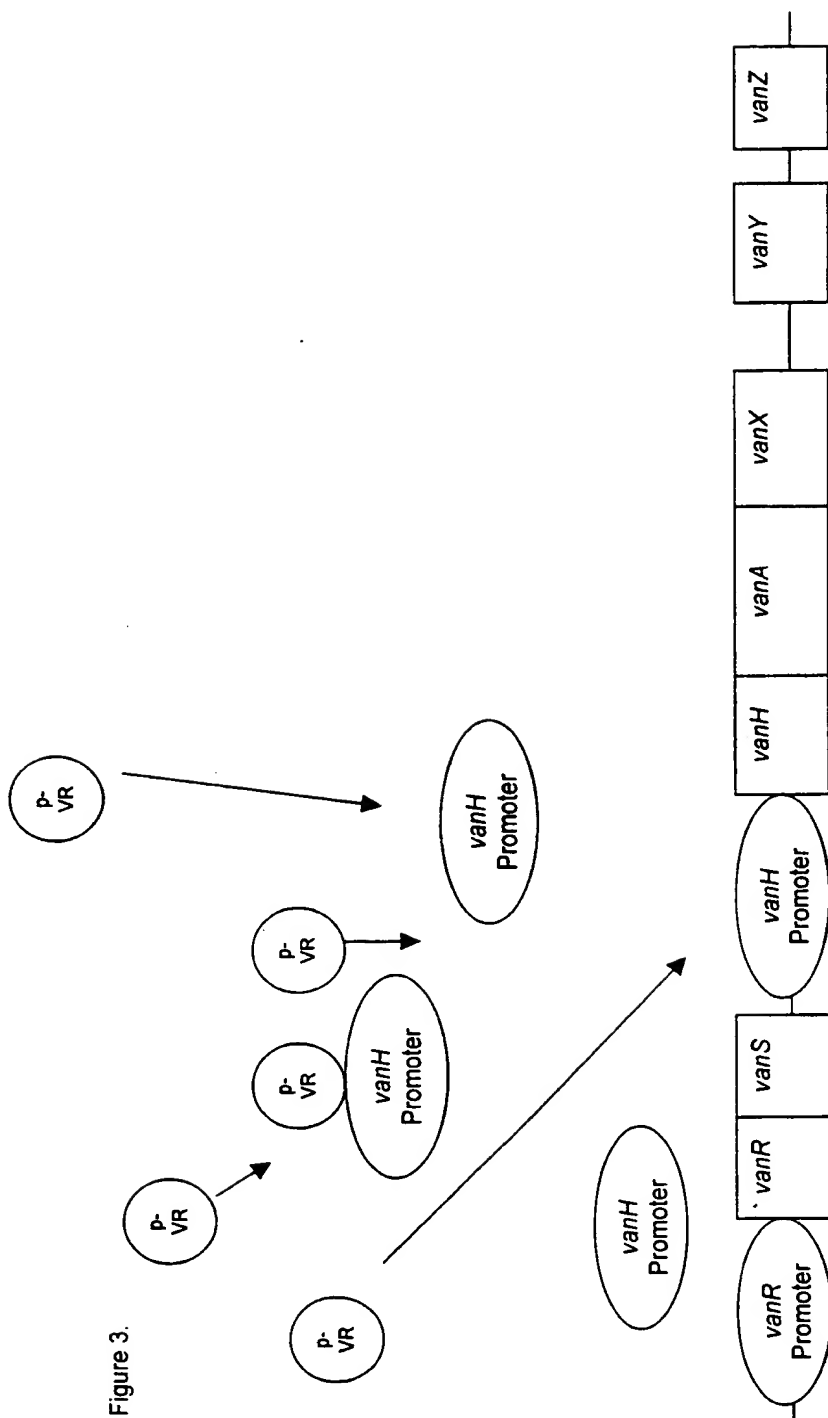 Figure 3.
p-
VR
p-
VR
p-
VR
p-
VR
p-
VR
vanH
Promoter
vanH
Promoter
vanH
Promoter
vanR
Promoter
vanR
vanS
vanH
Promoter
vanH
vanA
vanX
vanY
vanZ